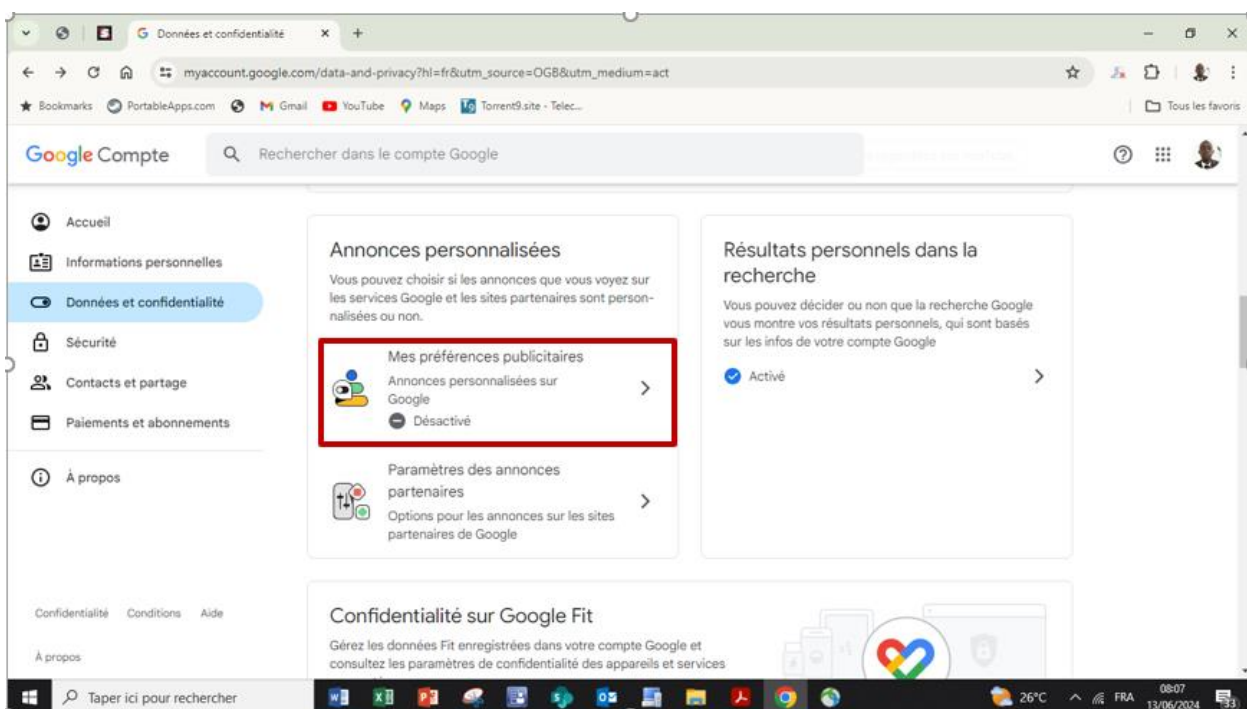 Données et confidentialité
myaccount.google.com/data-and-privacy?hl=fr&utm_source=OGB&utm_medium=act
Bookmarks PortableApps.com Gmail YouTube Maps Torrent9.site - Telec... Tous les favoris
Google Compte
Rechercher dans le compte Google
Accueil
Informations personnelles
Données et confidentialité
Sécurité
Contacts et partage
Paiements et abonnements
À propos
Confidentialité Conditions Aide
À propos
Annonces personnalisées
Vous pouvez choisir si les annonces que vous voyez sur
les services Google et les sites partenaires sont person-
nalisées ou non.
Mes préférences publicitaires
Annonces personnalisées sur
Google
Désactivé
Paramètres des annonces
partenaires
Options pour les annonces sur les sites
partenaires de Google
Résultats personnels dans la
recherche
Vous pouvez décider ou non que la recherche Google
vous montre vos résultats personnels, qui sont basés
sur les infos de votre compte Google
Activé
Confidentialité sur Google Fit
Gérez les données Fit enregistrées dans votre compte Google et
consultez les paramètres de confidentialité des appareils et services
Taper ici pour rechercher
26°C
FRA
08:07
13/06/2024